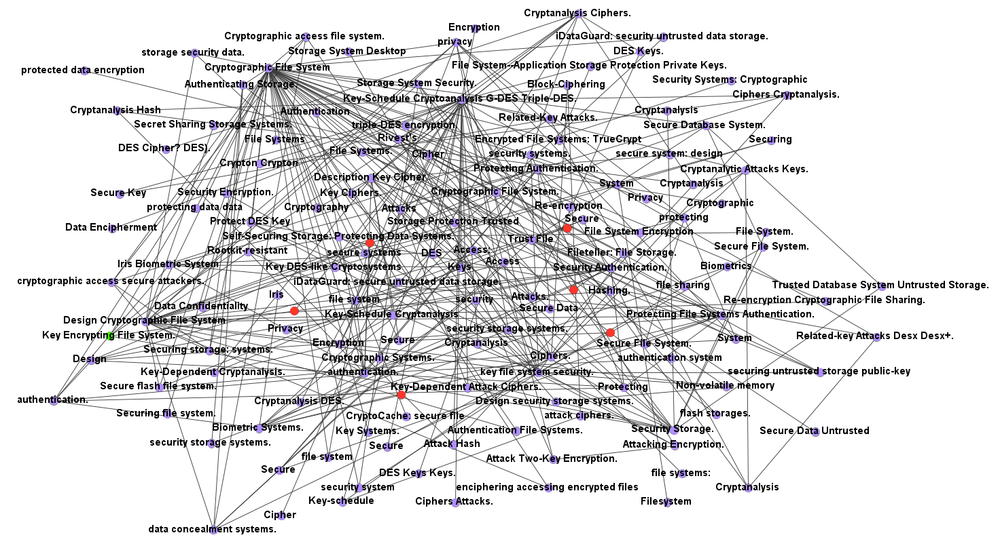 Cryptanalysis Ciphers.
Encryption
Cryptographic access file system.
iDataGuard: security untrusted data storage.
privacy
storage security data.
Storage System Desktop
DES Keys.
protected data encryption
Cryptographic File System
File System--Application Storage Protection Private Keys.
Authenticating Storage.
Storage System Security.
Block-Ciphering
Security Systems: Cryptographic
Key-Schedule Cryptoanalysis G-DES Triple-DES.
Ciphers Cryptanalysis.
Cryptanalysis Hash
Authentication
Cryptanalysis
Related-Key Attacks.
Secret Sharing Storage Systems.
triple-DES encryption.
Secure Database System.
File Systems
Rivest's
Encrypted File Systems: TrueCrypt
Securing
DES Cipher? DES).
File Systems.
Cipher
security systems.
secure system: design
Crypton Crypton
Protecting Authentication.
Cryptanalytic Attacks Keys.
Description Key Cipher
System
Cryptanalysis
Secure Key
Security Encryption.
Key Ciphers.
Cryptographic File System.
Privacy
Cryptographic
protecting data data
Cryptography
Attacks
Re-encryption
Data Encipherment
Protect DES Key
Storage Protection Trusted
Secure
protecting
Self-Securing Storage: Protecting Data Systems.
Trust File
File System Encryption
File System.
Rootkit-resistant
secure systems
DES
Access:
Fileteller: File Storage.
Secure File System.
Iris Biometric System
Key DES-like Cryptosystems
Keys
Access
Security Authentication.
Biometrics
cryptographic access secure attackers.
iDataGuard: secure untrusted data storage.
Hashing.
file sharing
Trusted Database System Untrusted Storage.
Iris
file system
security
Attacks.
Re-encryption Cryptographic File Sharing.
Data Confidentiality
Secure Data
Design Cryptographic File System
Key-Schedule Cryptanalysis
Protecting File Systems Authentication.
Key Encrypting File System.
Privacy
security storage systems.
System
Related-key Attacks Desx Desx+.
Securing storage: systems.
Encryption
Secure
Cryptanalysis
Secure File System.
Design
Cryptographic Systems.
Ciphers.
authentication system
Key-Dependent Cryptanalysis.
authentication.
key file system security.
securing untrusted storage public-key
Secure flash file system.
Key-Dependent Attack Ciphers.
Protecting
Non-volatile memory
authentication.
Cryptanalysis DES.
Design security storage systems.
Securing file system.
CryptoCache: secure file
attack ciphers.
flash storages.
Biometric Systems.
Key Systems.
Authentication File Systems.
Security Storage.
Secure Data Untrusted
security storage systems.
Secure
Attack Hash
Attacking Encryption.
file system
Attack Two-Key Encryption.
Secure
DES Keys Keys.
file systems:
security system
enciphering accessing encrypted files
Cryptanalysis
Key-schedule
Ciphers Attacks.
Filesystem
Cipher
data concealment systems.